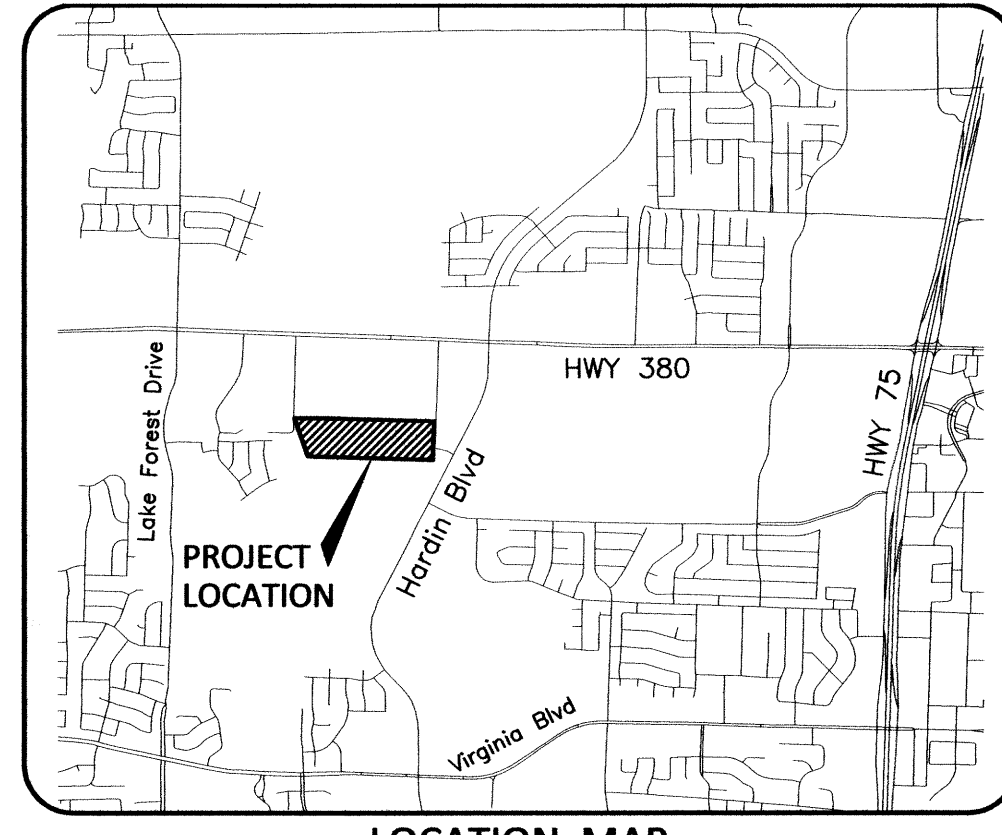 HWY 380
Lake Forest Drive
HWY 75
Hardin Blvd
PROJECT
LOCATION
Virginia Blvd
LOCATION MAP